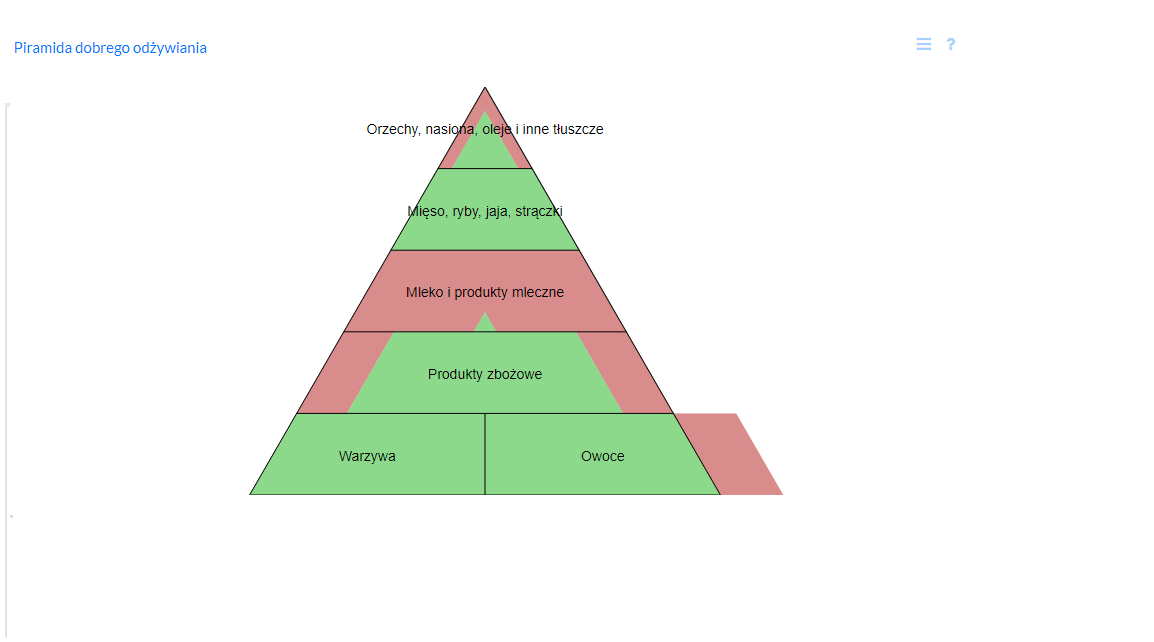 Piramida dobrego odżywiania
?
Orzechy, nasiona, oleje i inne tłuszcze
Mięso, ryby, jaja, strączki
Mleko i produkty mleczne
Produkty zbożowe
Warzywa
Owoce